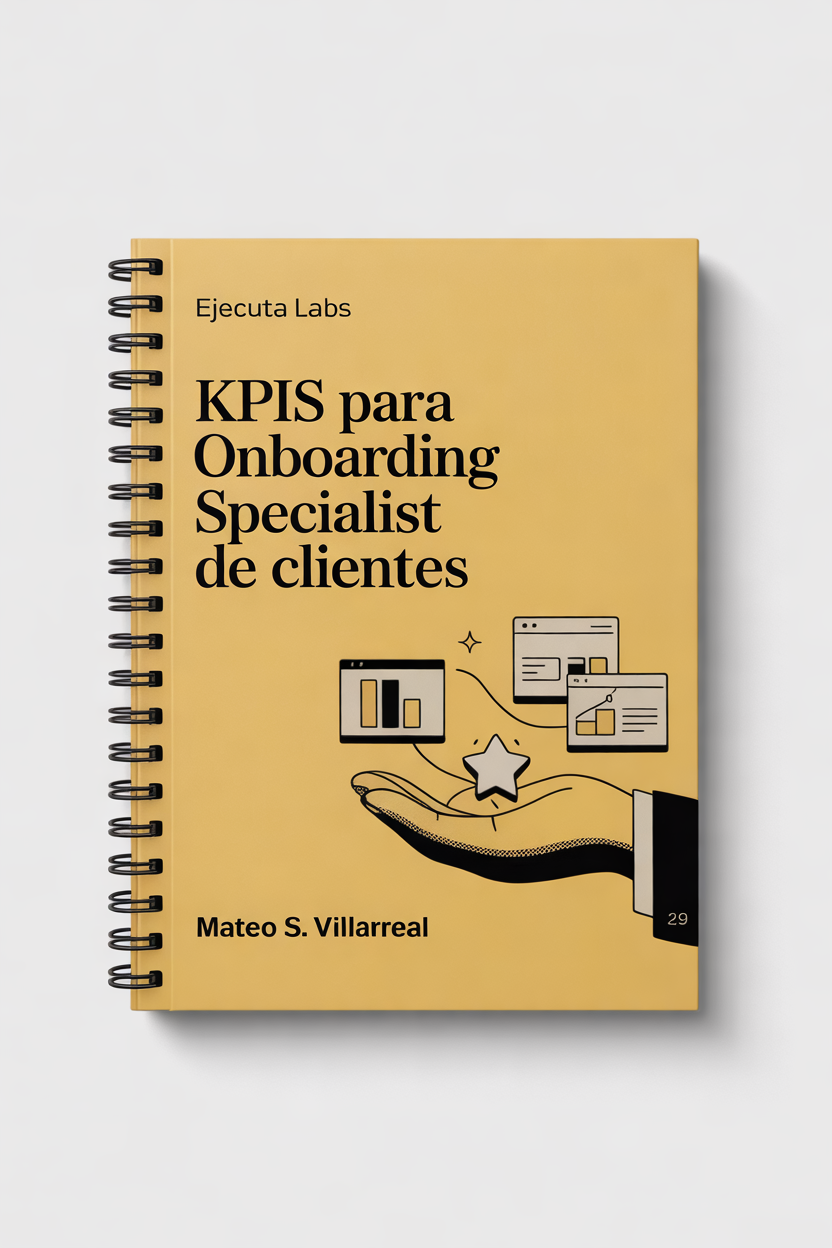 Ejecuta Labs
KPIS para
Onboarding
Specialist
de clientes
Mateo S. Villarreal
29